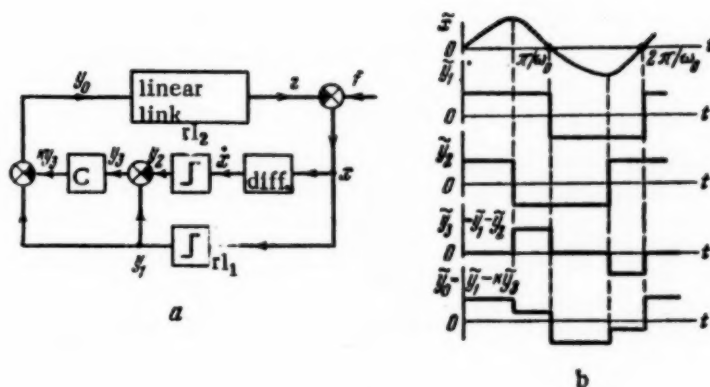 y₀
linear
link
z
f
rl₂
κy₃
C
y₃
y₂
ẋ
diff.
x
y₁
rl₁
a
x̃
0
π/ω₀
2π/ω₀
t
ỹ₁
0
t
ỹ₂
0
t
ỹ₃ = ỹ₁ - ỹ₂
0
t
ỹ₀ = ỹ₁ - κỹ₃
0
t
b